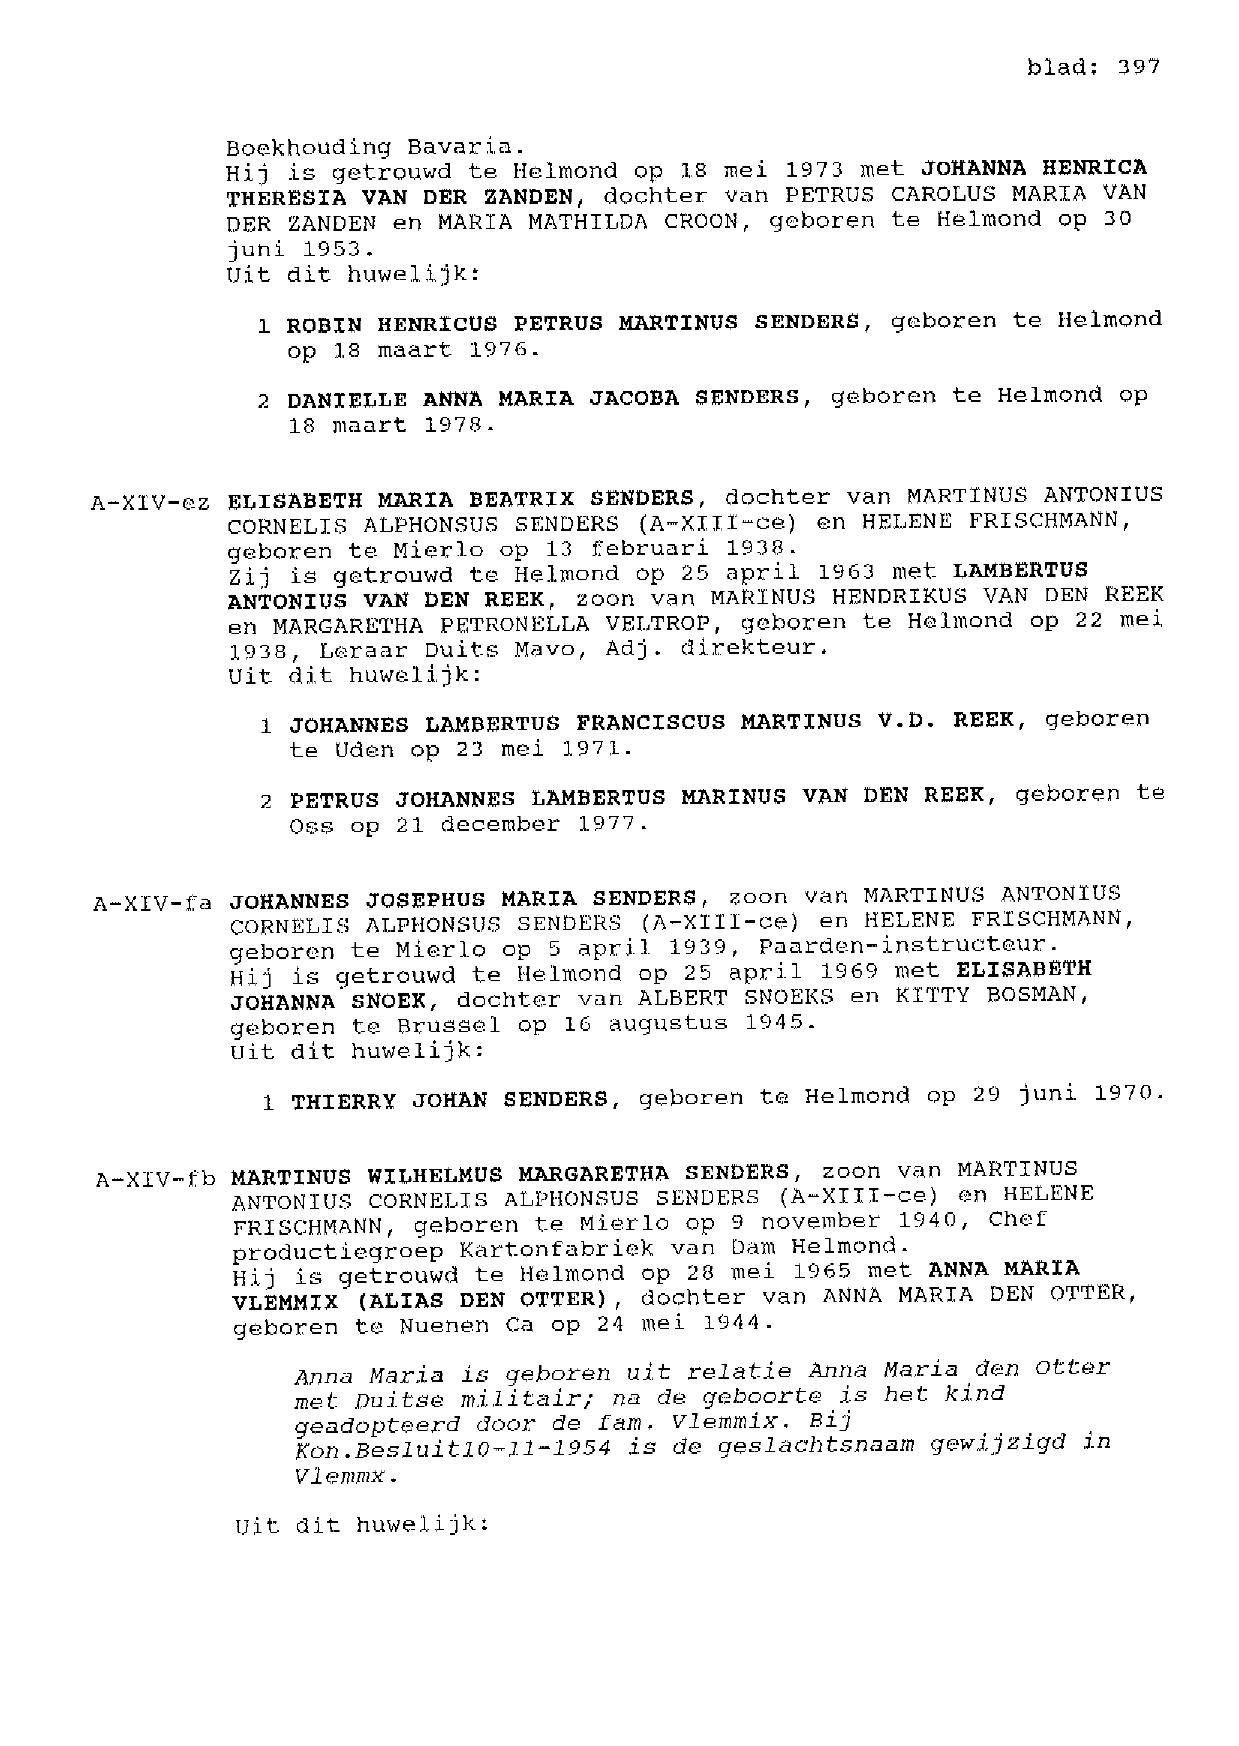 blad: 397
Boekhouding Bavaria.
Hij is getrouwd te Helmond op 18 mei 1973 met JOHANNA HENRICA
THERESIA VAN DER ZANDEN, dochter van PETRUS CAROLUS MARIA VAN
DER ZANDEN en MARIA MATHILDA CROON, geboren te Helmond op 30
juni 1953.
Uit dit huwelijk:
1 ROBIN HENRICUS PETRUS MARTINUS SENDERS, geboren te Helmond
op 18 maart 1976.
2 DANIELLE ANNA MARIA JACOBA SENDERS, geboren te Helmond op
18 maart 1978.
A-XIV-ez ELISABETH MARIA BEATRIX SENDERS, dochter van MARTINUS ANTONIUS
CORNELIS ALPHONSUS SENDERS (A-XIII-ce) en HELENE FRISCHMANN,
geboren te Mierlo op 13 februari 1938.
Zij is getrouwd te Helmond op 25 april 1963 met LAMBERTUS
ANTONIUS VAN DEN REEK, zoon van MARINUS HENDRIKUS VAN DEN REEK
en MARGARETHA PETRONELLA VELTROP, geboren te Helmond op 22 mei
1938, Leraar Duits Mavo, Adj. direkteur.
Uit dit huwelijk:
1 JOHANNES LAMBERTUS FRANCISCUS MARTINUS V.D. REEK, geboren
te Uden op 23 mei 1971.
2 PETRUS JOHANNES LAMBERTUS MARINUS VAN DEN REEK, geboren te
Oss op 21 december 1977.
A-XIV-fa JOHANNES JOSEPHUS MARIA SENDERS, zoon van MARTINUS ANTONIUS
CORNELIS ALPHONSUS SENDERS (A-XIII-ce) en HELENE FRISCHMANN,
geboren te Mierlo op 5 april 1939, Paarden-instructeur.
Hij is getrouwd te Helmond op 25 april 1969 met ELISABETH
JOHANNA SNOEK, dochter van ALBERT SNOEKS en KITTY BOSMAN,
geboren te Brussel op 16 augustus 1945.
Uit dit huwelijk:
1 THIERRY JOHAN SENDERS, geboren te Helmond op 29 juni 1970.
A-XIV-fb MARTINUS WILHELMUS MARGARETHA SENDERS, zoon van MARTINUS
ANTONIUS CORNELIS ALPHONSUS SENDERS (A-XIII-ce) en HELENE
FRISCHMANN, geboren te Mierlo op 9 november 1940, Chef
productiegroep Kartonfabriek van Dam Helmond.
Hij is getrouwd te Helmond op 28 mei 1965 met ANNA MARIA
VLEMMIX (ALIAS DEN OTTER), dochter van ANNA MARIA DEN OTTER,
geboren te Nuenen Ca op 24 mei 1944.
Anna Maria is geboren uit relatie Anna Maria den Otter
met Duitse militair; na de geboorte is het kind
geadopteerd door de fam. Vlemmix. Bij
Kon.Besluit10-11-1954 is de geslachtsnaam gewijzigd in
Vlemmx.
Uit dit huwelijk: